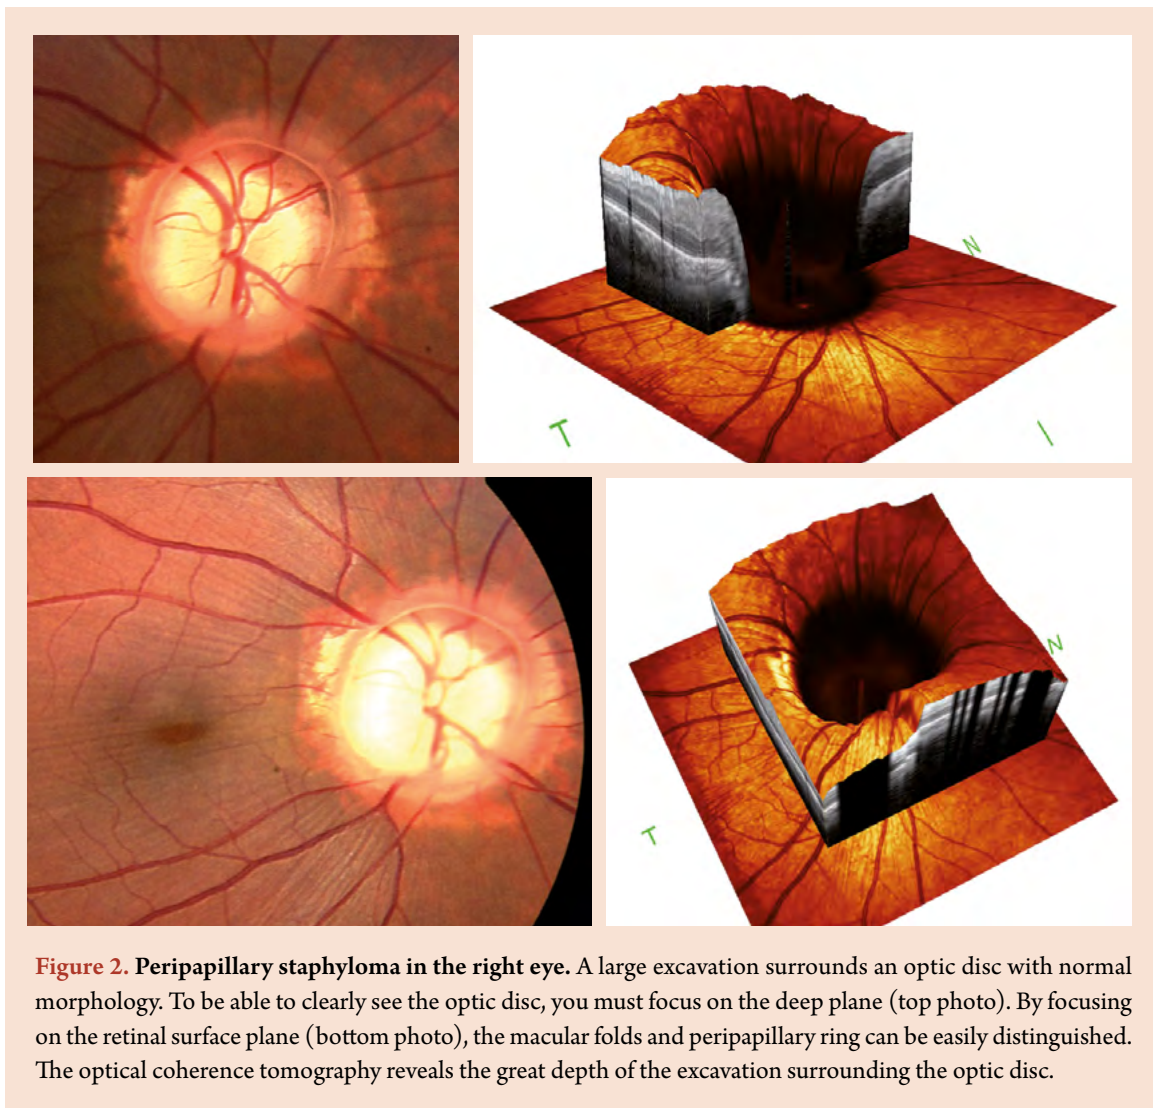 N
T
I
N
T
Figure 2. Peripapillary staphyloma in the right eye. A large excavation surrounds an optic disc with normal
morphology. To be able to clearly see the optic disc, you must focus on the deep plane (top photo). By focusing
on the retinal surface plane (bottom photo), the macular folds and peripapillary ring can be easily distinguished.
The optical coherence tomography reveals the great depth of the excavation surrounding the optic disc.